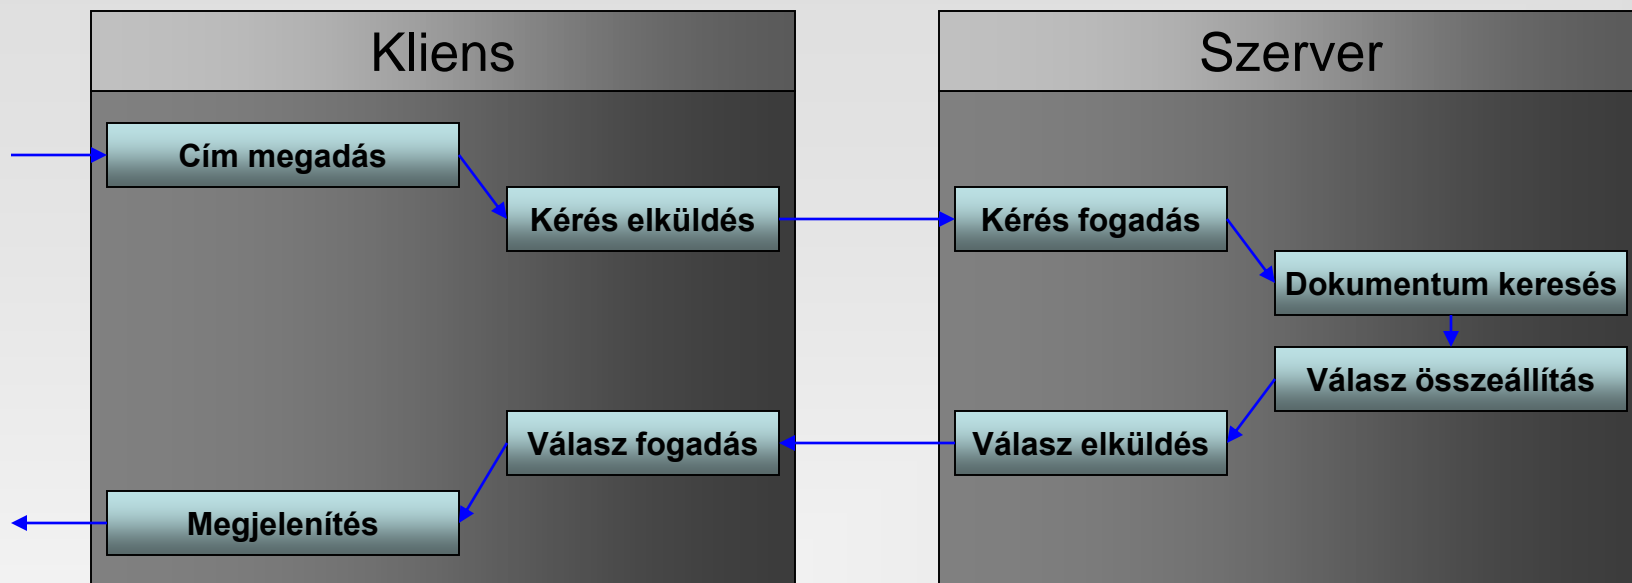 Kliens
Szerver
Cím megadás
Kérés elküldés
Kérés fogadás
Dokumentum keresés
Válasz összeállítás
Válasz elküldés
Válasz fogadás
Megjelenítés